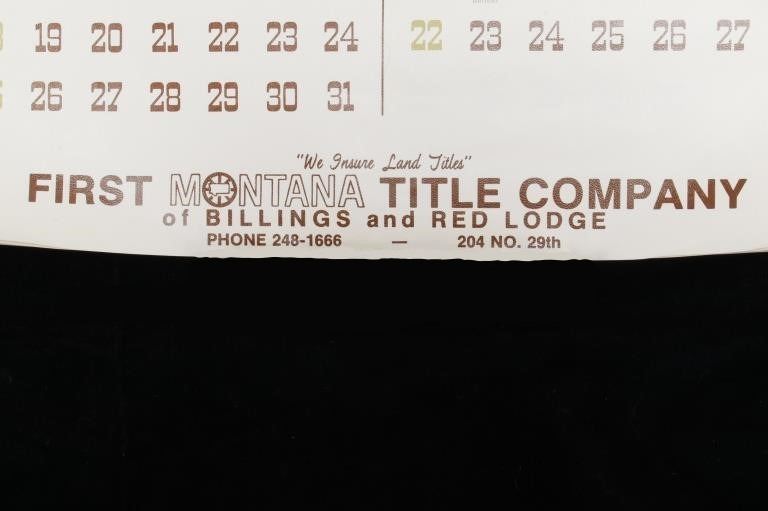 19 20 21 22 23 24
26 27 28 29 30 31
22 23 24 25 26 27
"We Insure Land Titles"
FIRST MONTANA TITLE COMPANY
of BILLINGS and RED LODGE
PHONE 248-1666 — 204 NO. 29th